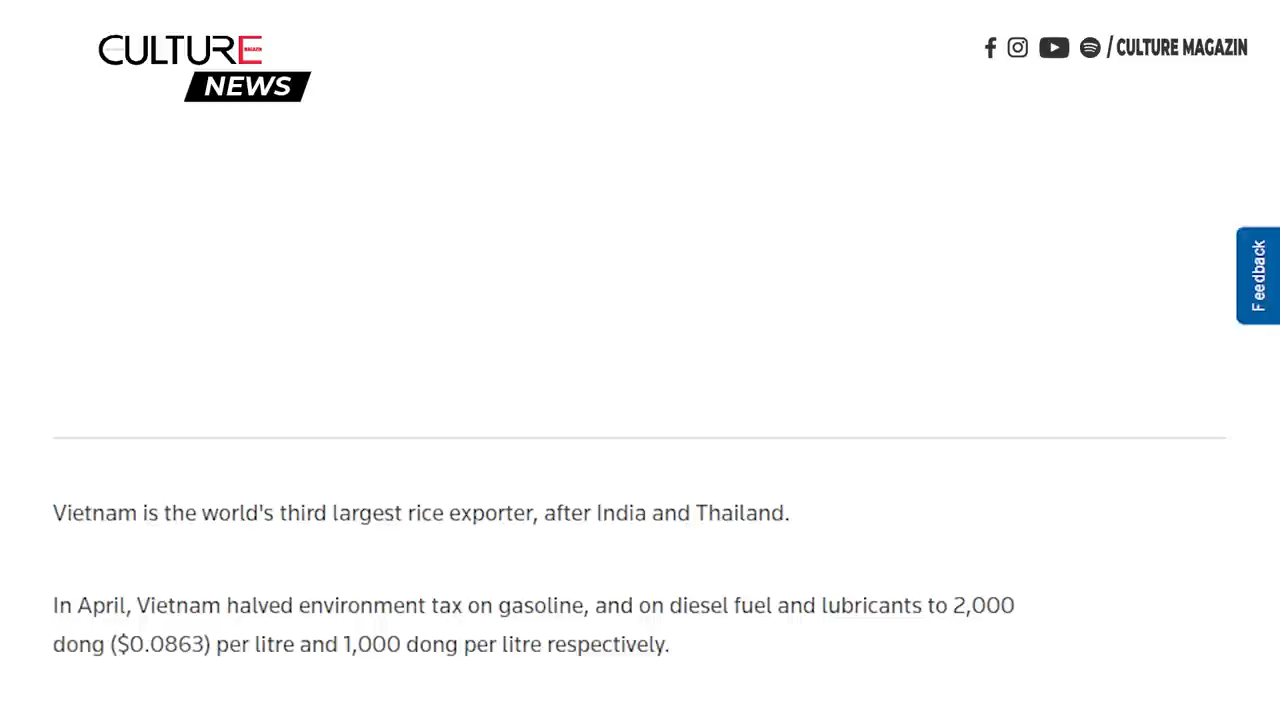 CULTURE
NEWS
/ CULTURE MAGAZIN
Feedback
Vietnam is the world's third largest rice exporter, after India and Thailand.
In April, Vietnam halved environment tax on gasoline, and on diesel fuel and lubricants to 2,000
dong ($0.0863) per litre and 1,000 dong per litre respectively.